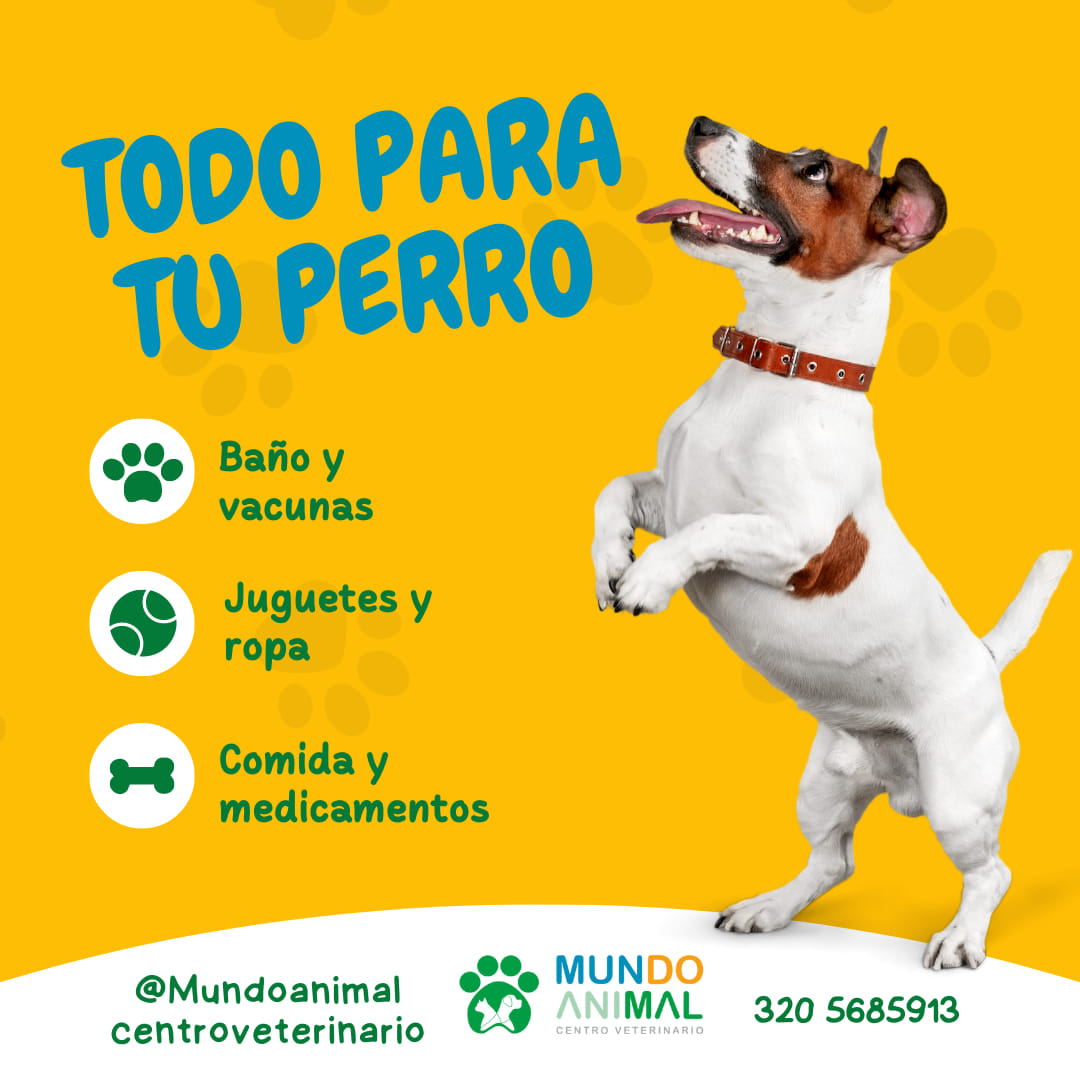 TODO PARA
TU PERRO
Baño y
vacunas
Juguetes y
ropa
Comida y
medicamentos
@Mundoanimal
centroveterinario
MUNDO
ANIMAL
CENTRO VETERINARIO
320 5685913